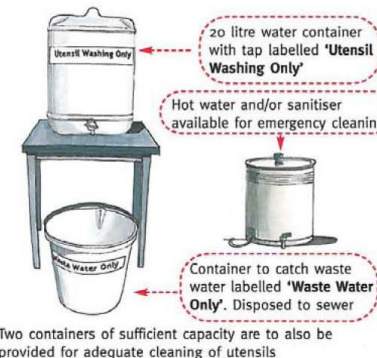 20 litre water container
with tap labelled 'Utensil
Washing Only'
Utensil Washing Only
Hot water and/or sanitiser
available for emergency cleanin
Waste Water Only
Container to catch waste
water labelled 'Waste Water
Only'. Disposed to sewer
Two containers of sufficient capacity are to also be
provided for adequate cleaning of utensils